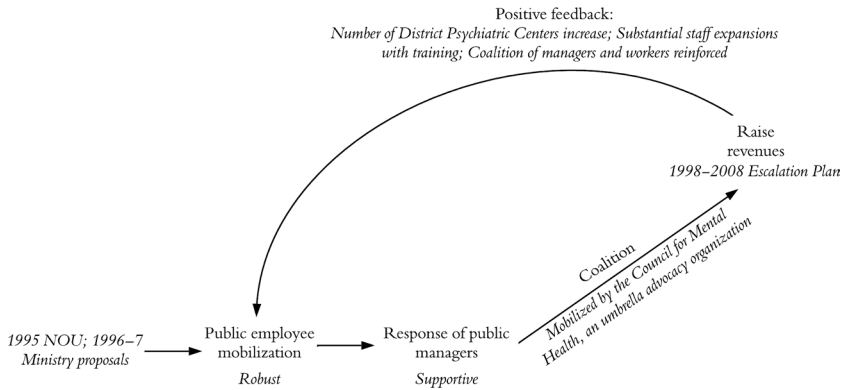 Positive feedback:
Number of District Psychiatric Centers increase; Substantial staff expansions
with training; Coalition of managers and workers reinforced
Raise
revenues
1998–2008 Escalation Plan
Coalition
Mobilized by the Council for Mental
Health, an umbrella advocacy organization
1995 NOU; 1996–7
Ministry proposals
Public employee
mobilization
Robust
Response of public
managers
Supportive